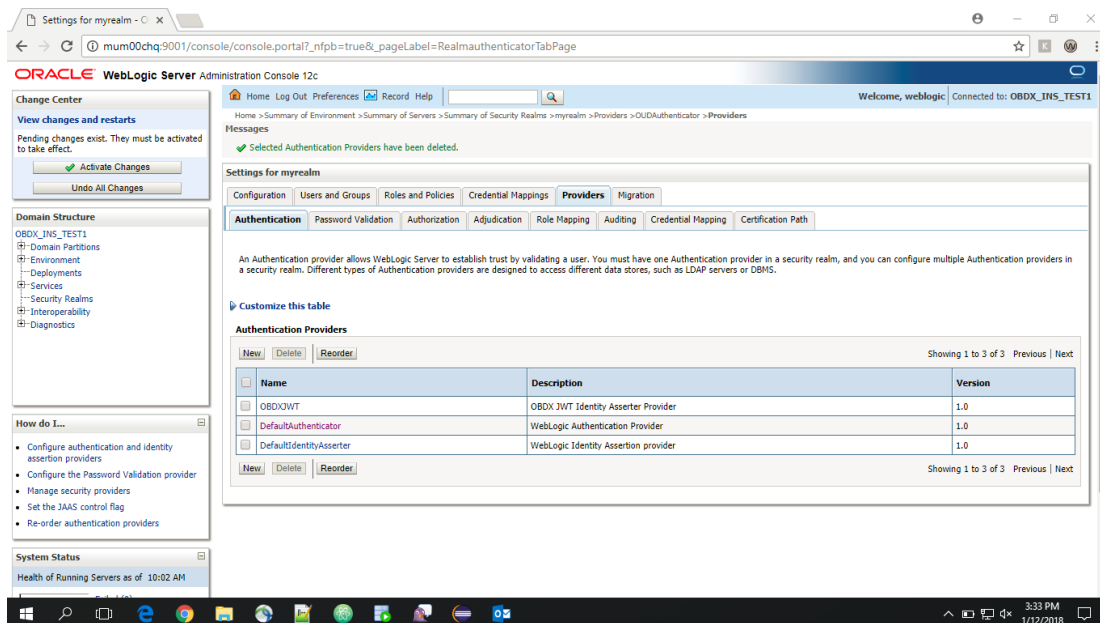 Settings for myrealm - O
mum00chq:9001/console/console.portal?_nfpb=true&_pageLabel=RealmauthenticatorTabPage
K
W
ORACLE WebLogic Server Administration Console 12c
Change Center
View changes and restarts
Pending changes exist. They must be activated
to take effect.
Activate Changes
Undo All Changes
Domain Structure
OBDX_INS_TEST1
Domain Partitions
Environment
Deployments
Services
Security Realms
Interoperability
Diagnostics
How do I...
Configure authentication and identity
assertion providers
Configure the Password Validation provider
Manage security providers
Set the JAAS control flag
Re-order authentication providers
System Status
Health of Running Servers as of 10:02 AM
Home Log Out Preferences Record Help
Welcome, weblogic Connected to: OBDX_INS_TEST1
Home >Summary of Environment >Summary of Servers >Summary of Security Realms >myrealm >Providers >OUDAuthenticator >Providers
Messages
Selected Authentication Providers have been deleted.
Settings for myrealm
Configuration Users and Groups Roles and Policies Credential Mappings Providers Migration
Authentication Password Validation Authorization Adjudication Role Mapping Auditing Credential Mapping Certification Path
An Authentication provider allows WebLogic Server to establish trust by validating a user. You must have one Authentication provider in a security realm, and you can configure multiple Authentication providers in
a security realm. Different types of Authentication providers are designed to access different data stores, such as LDAP servers or DBMS.
Customize this table
Authentication Providers
New Delete Reorder Showing 1 to 3 of 3 Previous | Next
Name Description Version
OBDXJWT OBDX JWT Identity Asserter Provider 1.0
DefaultAuthenticator WebLogic Authentication Provider 1.0
DefaultIdentityAsserter WebLogic Identity Assertion provider 1.0
New Delete Reorder Showing 1 to 3 of 3 Previous | Next
3:33 PM
1/12/2018